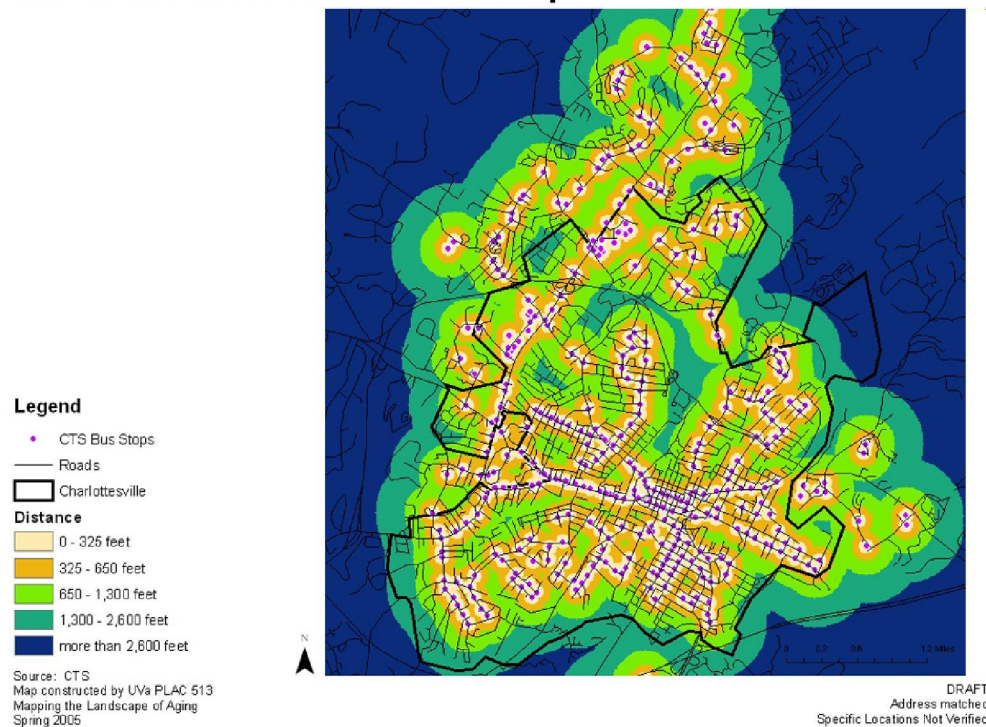 Legend
CTS Bus Stops
Roads
Charlottesville
Distance
0 - 325 feet
325 - 650 feet
650 - 1,300 feet
1,300 - 2,600 feet
more than 2,600 feet
Source: CTS
Map constructed by UVa PLAC 513
Mapping the Landscape of Aging
Spring 2005
N
0 0.2 0.6 1.2 Miles
DRAFT
Address matched
Specific Locations Not Verified